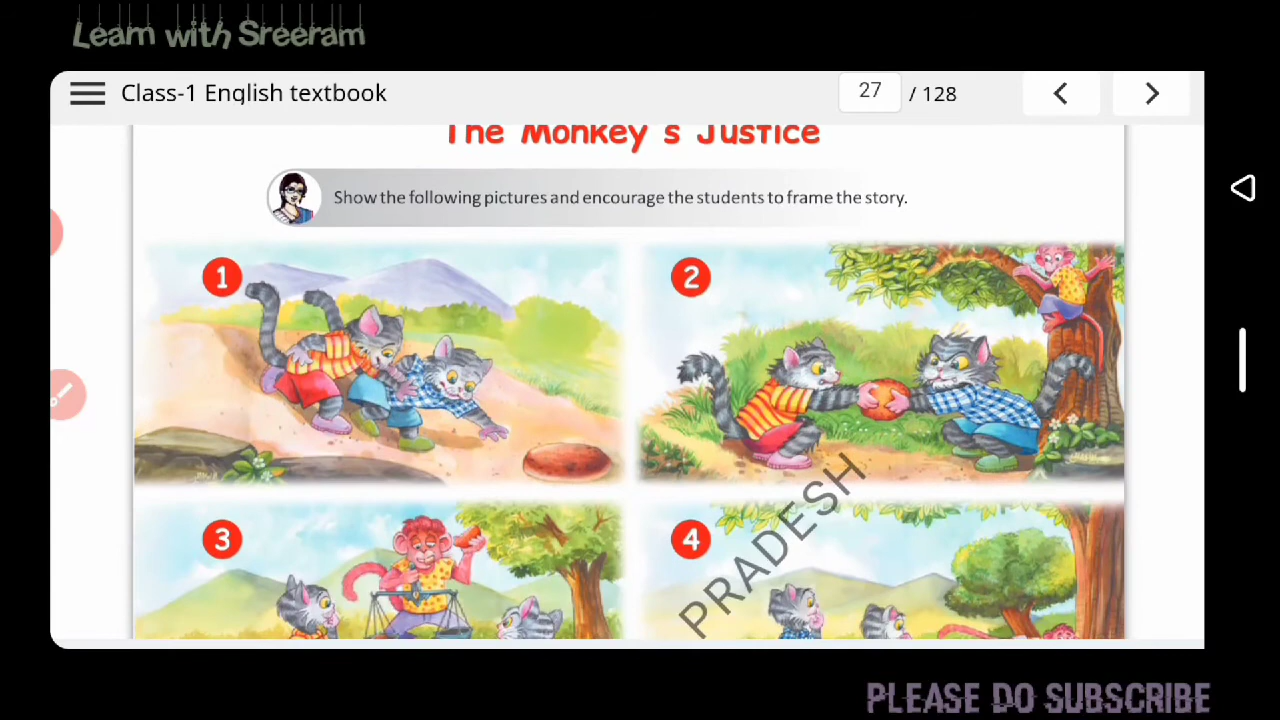 Learn with Sreeram
Class-1 English textbook
27 / 128
The Monkey's Justice
Show the following pictures and encourage the students to frame the story.
1
2
3
4
PRADESH
PLEASE DO SUBSCRIBE